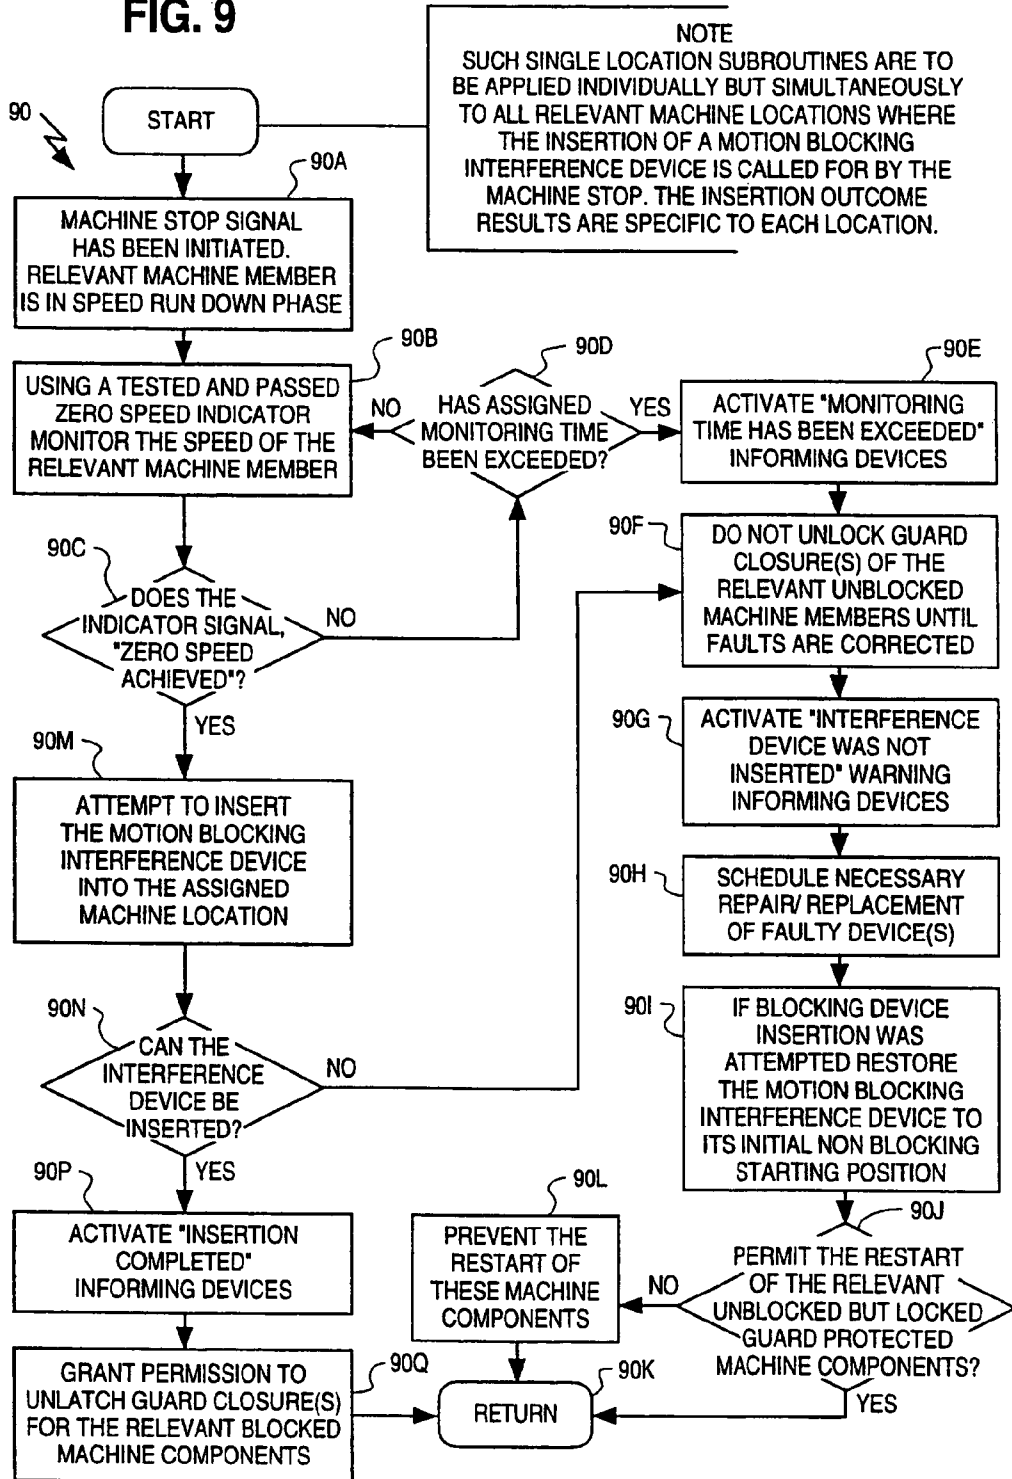 FIG. 9
NOTE
SUCH SINGLE LOCATION SUBROUTINES ARE TO
BE APPLIED INDIVIDUALLY BUT SIMULTANEOUSLY
TO ALL RELEVANT MACHINE LOCATIONS WHERE
THE INSERTION OF A MOTION BLOCKING
INTERFERENCE DEVICE IS CALLED FOR BY THE
MACHINE STOP. THE INSERTION OUTCOME
RESULTS ARE SPECIFIC TO EACH LOCATION.
90
START
90A
MACHINE STOP SIGNAL
HAS BEEN INITIATED.
RELEVANT MACHINE MEMBER
IS IN SPEED RUN DOWN PHASE
90B
USING A TESTED AND PASSED
ZERO SPEED INDICATOR
MONITOR THE SPEED OF THE
RELEVANT MACHINE MEMBER
90C
DOES THE
INDICATOR SIGNAL,
"ZERO SPEED
ACHIEVED"?
NO
YES
90D
HAS ASSIGNED
MONITORING TIME
BEEN EXCEEDED?
NO
YES
90E
ACTIVATE "MONITORING
TIME HAS BEEN EXCEEDED"
INFORMING DEVICES
90F
DO NOT UNLOCK GUARD
CLOSURE(S) OF THE
RELEVANT UNBLOCKED
MACHINE MEMBERS UNTIL
FAULTS ARE CORRECTED
90G
ACTIVATE "INTERFERENCE
DEVICE WAS NOT
INSERTED" WARNING
INFORMING DEVICES
90H
SCHEDULE NECESSARY
REPAIR/ REPLACEMENT
OF FAULTY DEVICE(S)
90I
IF BLOCKING DEVICE
INSERTION WAS
ATTEMPTED RESTORE
THE MOTION BLOCKING
INTERFERENCE DEVICE TO
ITS INITIAL NON BLOCKING
STARTING POSITION
90J
PERMIT THE RESTART
OF THE RELEVANT
UNBLOCKED BUT LOCKED
GUARD PROTECTED
MACHINE COMPONENTS?
NO
YES
90L
PREVENT THE
RESTART OF
THESE MACHINE
COMPONENTS
90K
RETURN
90M
ATTEMPT TO INSERT
THE MOTION BLOCKING
INTERFERENCE DEVICE
INTO THE ASSIGNED
MACHINE LOCATION
90N
CAN THE
INTERFERENCE
DEVICE BE
INSERTED?
NO
YES
90P
ACTIVATE "INSERTION
COMPLETED"
INFORMING DEVICES
90Q
GRANT PERMISSION TO
UNLATCH GUARD CLOSURE(S)
FOR THE RELEVANT BLOCKED
MACHINE COMPONENTS